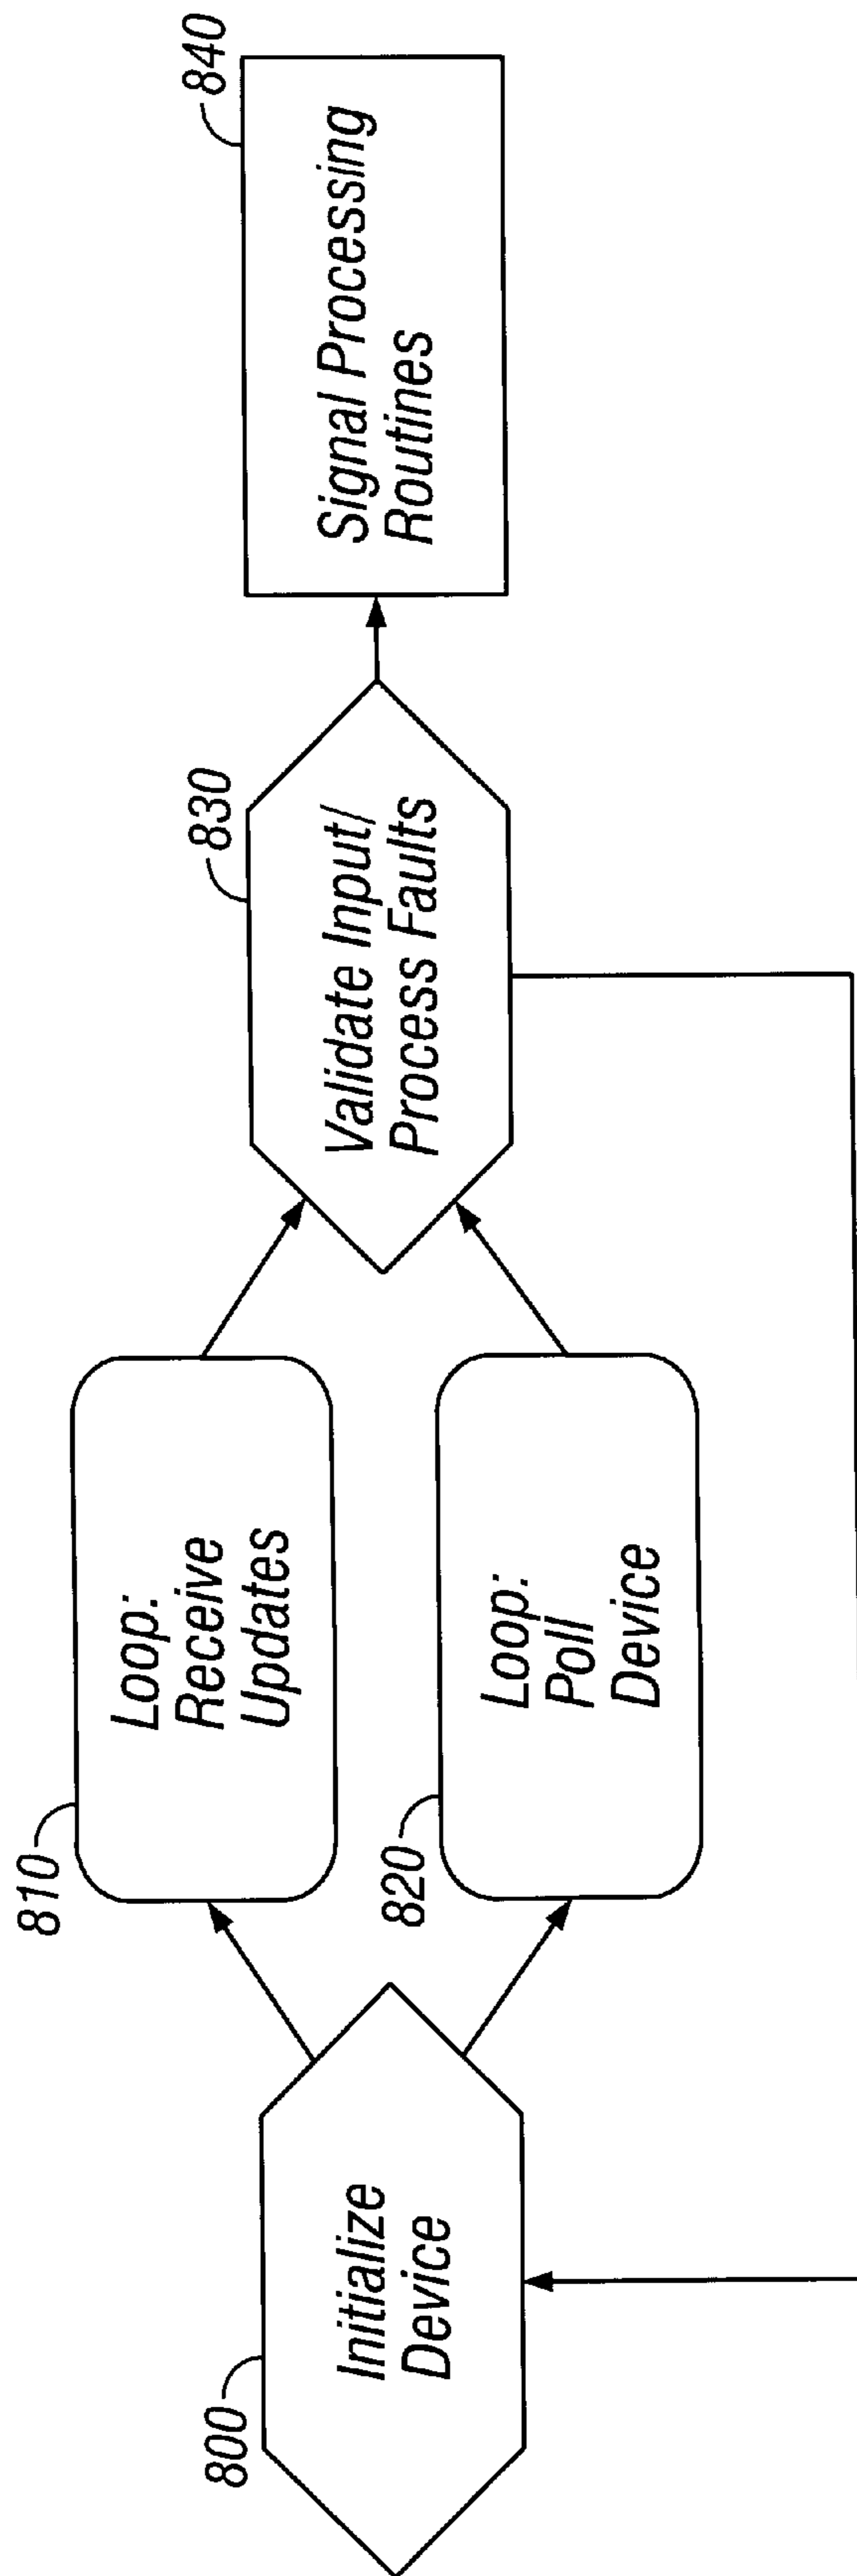 800
Initialize
Device
810
Loop:
Receive
Updates
820
Loop:
Poll
Device
830
Validate Input/
Process Faults
840
Signal Processing
Routines